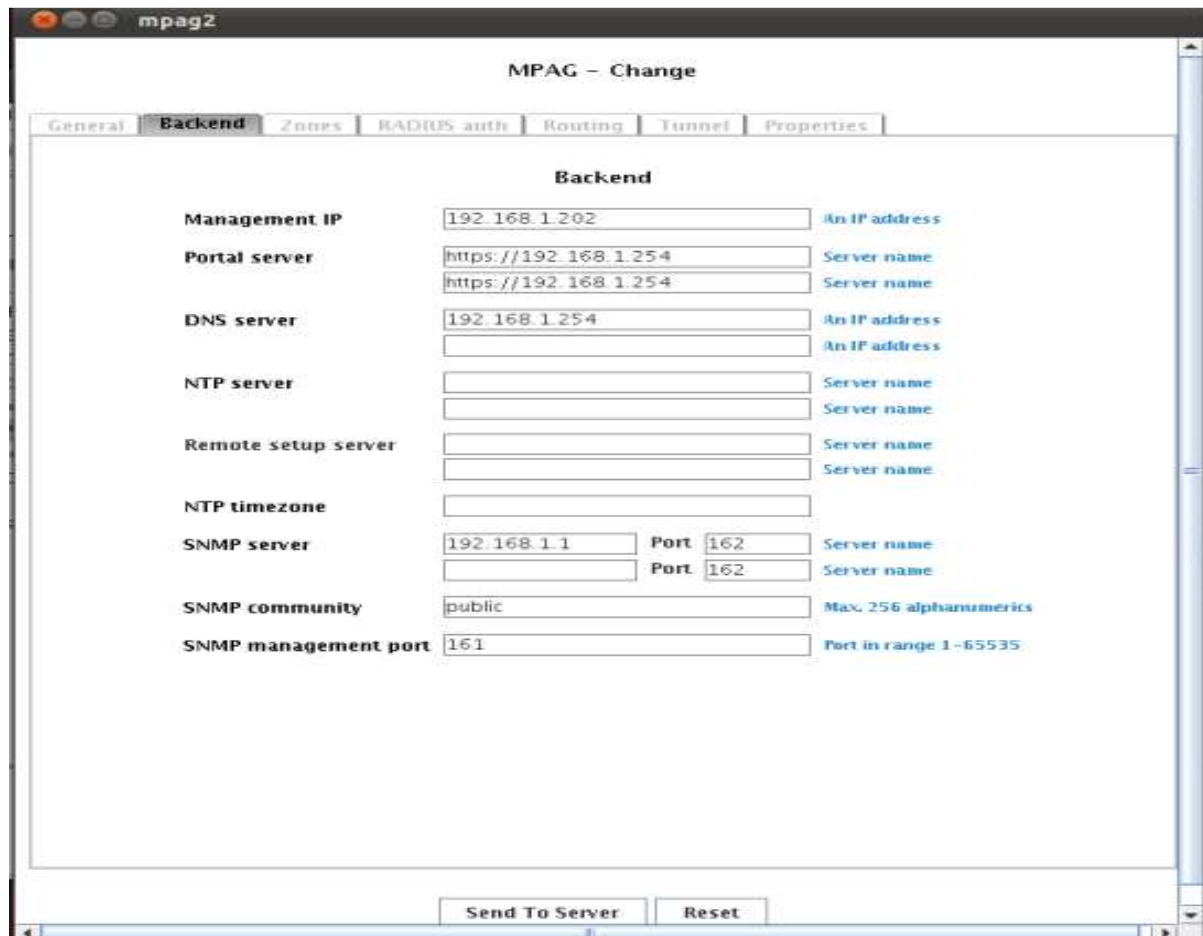 mpag2
MPAG - Change
General Backend Zones RADIUS auth Routing Tunnel Properties
Backend
Management IP 192.168.1.202 An IP address
Portal server https://192.168.1.254 Server name
https://192.168.1.254 Server name
DNS server 192.168.1.254 An IP address
An IP address
NTP server Server name
Server name
Remote setup server Server name
Server name
NTP timezone
SNMP server 192.168.1.1 Port 162 Server name
Port 162 Server name
SNMP community public Max. 256 alphanumerics
SNMP management port 161 Port in range 1-65535
Send To Server Reset